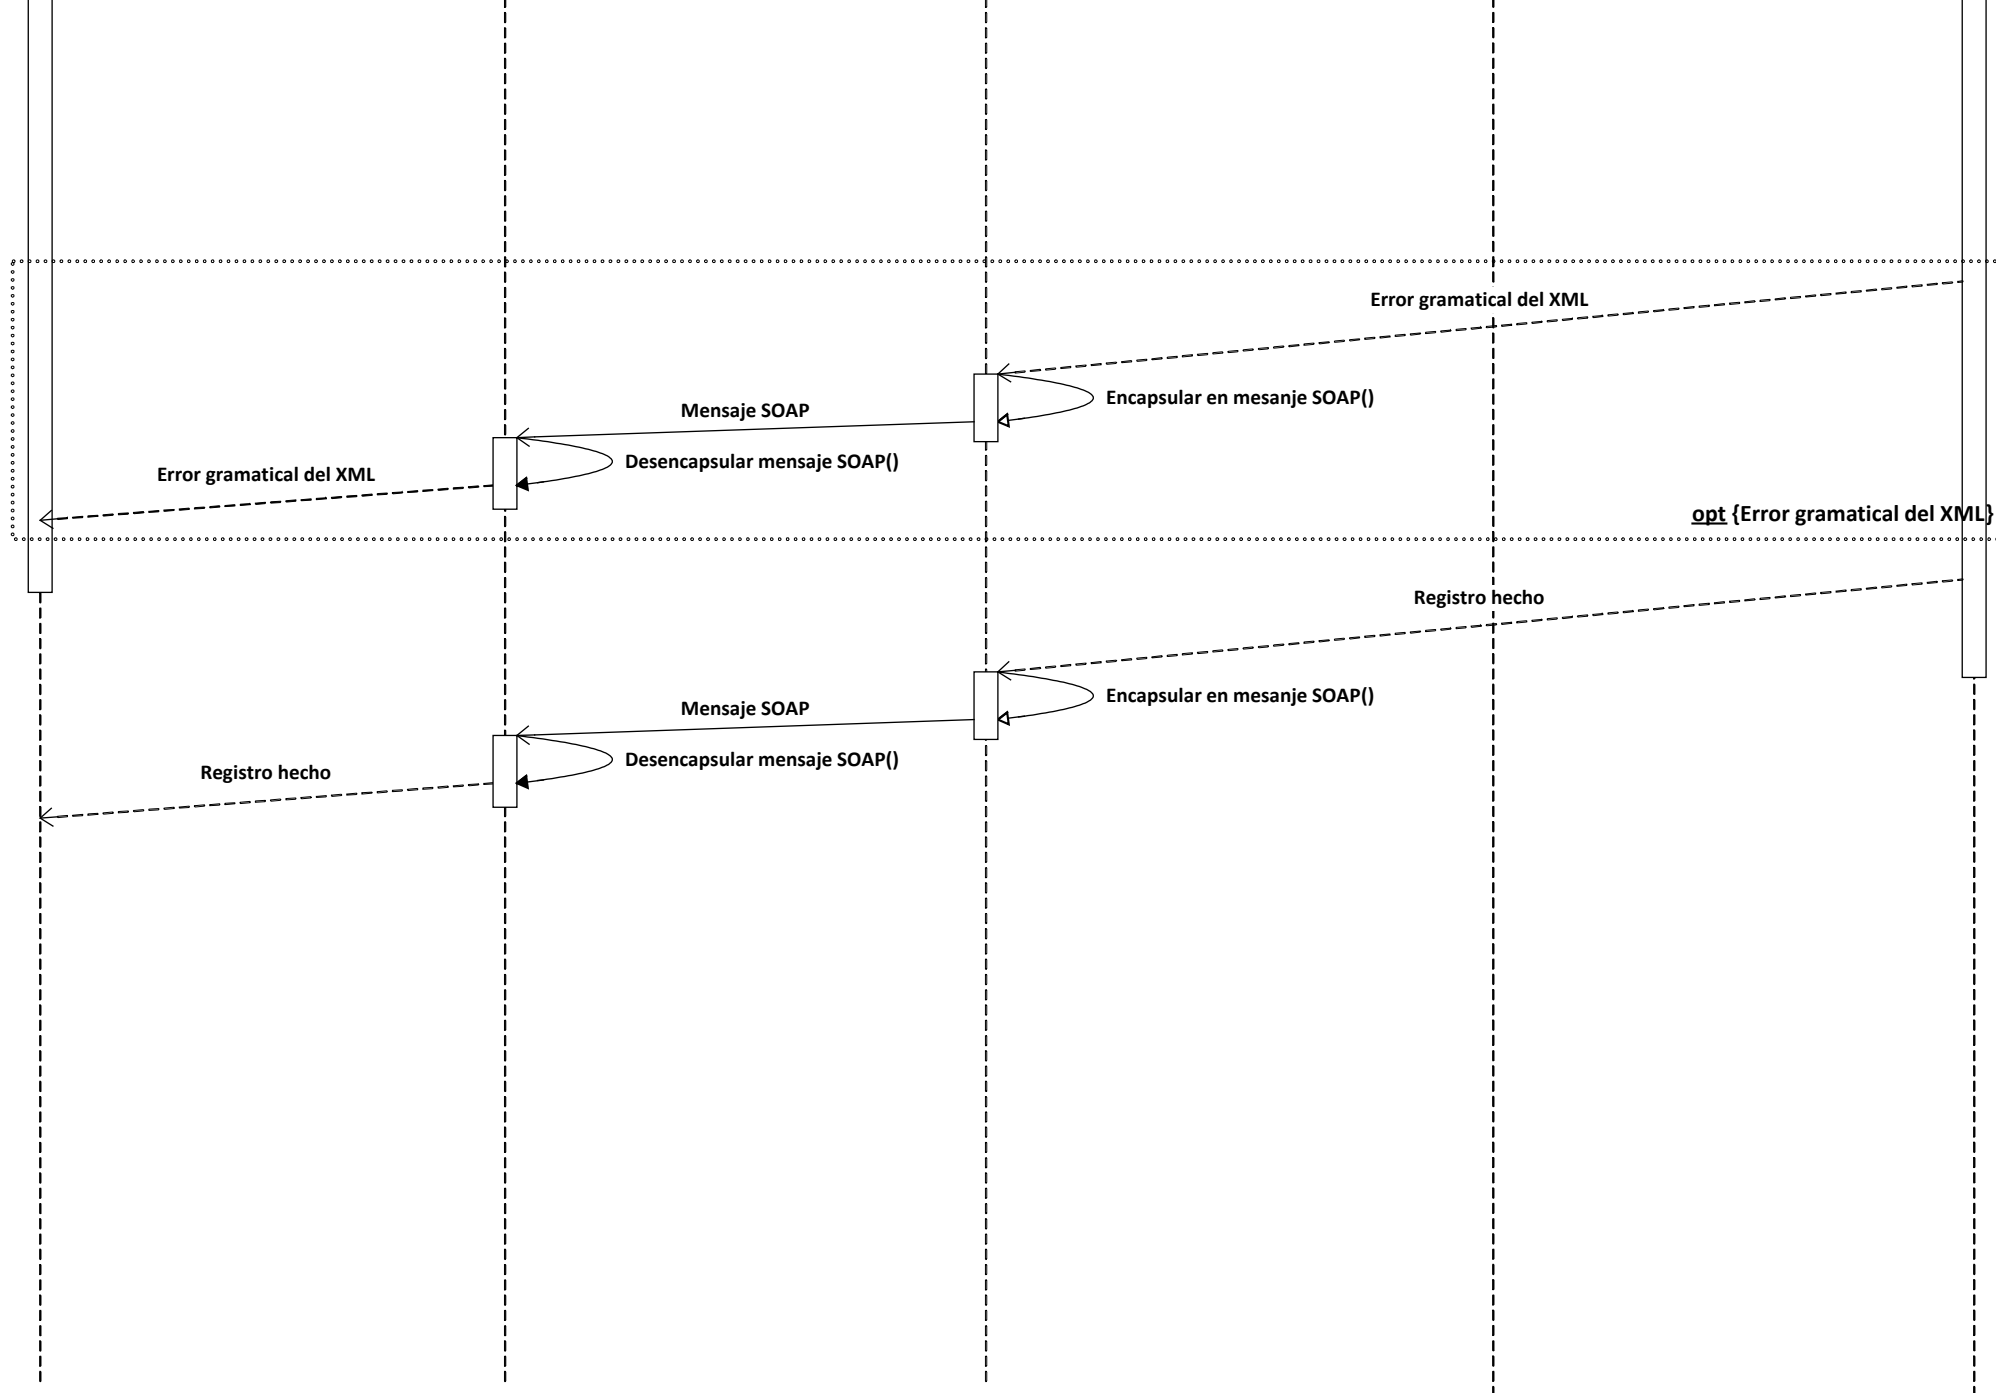 Error gramatical del XML
Encapsular en mesanje SOAP()
Mensaje SOAP
Desencapsular mensaje SOAP()
Error gramatical del XML
opt {Error gramatical del XML}
Registro hecho
Encapsular en mesanje SOAP()
Mensaje SOAP
Desencapsular mensaje SOAP()
Registro hecho